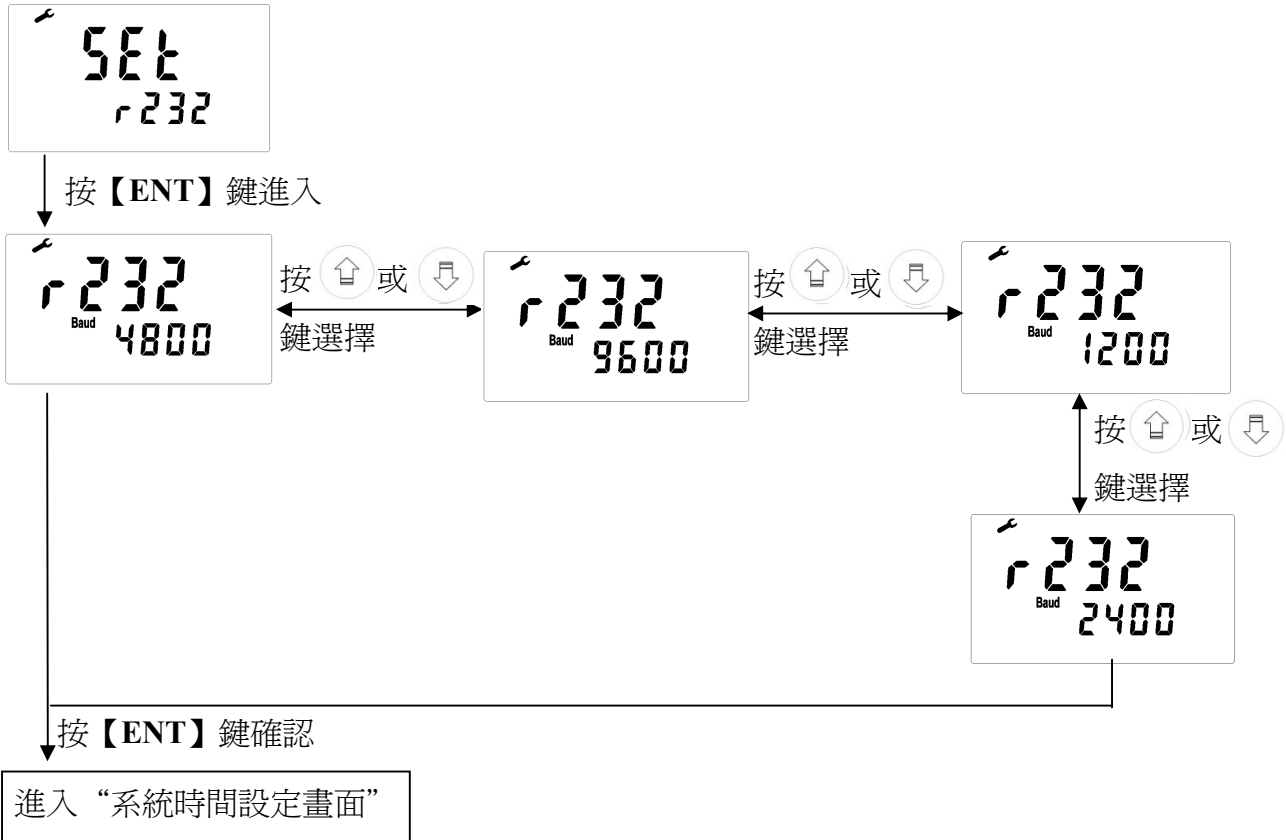 SEt
r232
按【ENT】鍵進入
r232
Baud 4800
按 或
鍵選擇
r232
Baud 9600
按 或
鍵選擇
r232
Baud 1200
按 或
鍵選擇
r232
Baud 2400
按【ENT】鍵確認
進入“系統時間設定畫面”